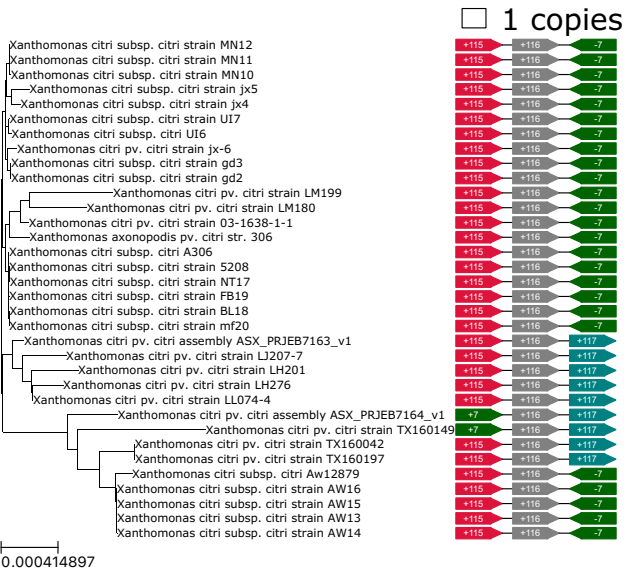 1 copies
Xanthomonas citri subsp. citri strain MN12 +115 +116 -7
Xanthomonas citri subsp. citri strain MN11 +115 +116 -7
Xanthomonas citri subsp. citri strain MN10 +115 +116 -7
Xanthomonas citri subsp. citri strain jx5 +115 +116 -7
Xanthomonas citri subsp. citri strain jx4 +115 +116 -7
Xanthomonas citri subsp. citri strain UI7 +115 +116 -7
Xanthomonas citri subsp. citri UI6 +115 +116 -7
Xanthomonas citri pv. citri strain jx-6 +115 +116 -7
Xanthomonas citri subsp. citri strain gd3 +115 +116 -7
Xanthomonas citri subsp. citri strain gd2 +115 +116 -7
Xanthomonas citri pv. citri strain LM199 +115 +116 -7
Xanthomonas citri pv. citri strain LM180 +115 +116 -7
Xanthomonas citri pv. citri strain 03-1638-1-1 +115 +116 -7
Xanthomonas axonopodis pv. citri str. 306 +115 +116 -7
Xanthomonas citri subsp. citri A306 +115 +116 -7
Xanthomonas citri subsp. citri strain 5208 +115 +116 -7
Xanthomonas citri subsp. citri strain NT17 +115 +116 -7
Xanthomonas citri subsp. citri strain FB19 +115 +116 -7
Xanthomonas citri subsp. citri strain BL18 +115 +116 -7
Xanthomonas citri subsp. citri strain mf20 +115 +116 -7
Xanthomonas citri pv. citri assembly ASX_PRJEB7163_v1 +115 +116 +117
Xanthomonas citri pv. citri strain LJ207-7 +115 +116 +117
Xanthomonas citri pv. citri strain LH201 +115 +116 +117
Xanthomonas citri pv. citri strain LH276 +115 +116 +117
Xanthomonas citri pv. citri strain LL074-4 +115 +116 +117
Xanthomonas citri pv. citri assembly ASX_PRJEB7164_v1 +7 +116 +117
Xanthomonas citri pv. citri strain TX160149 +7 +116 +117
Xanthomonas citri pv. citri strain TX160042 +115 +116 +117
Xanthomonas citri pv. citri strain TX160197 +115 +116 +117
Xanthomonas citri subsp. citri Aw12879 +115 +116 -7
Xanthomonas citri subsp. citri strain AW16 +115 +116 -7
Xanthomonas citri subsp. citri strain AW15 +115 +116 -7
Xanthomonas citri subsp. citri strain AW13 +115 +116 -7
Xanthomonas citri subsp. citri strain AW14 +115 +116 -7
0.000414897